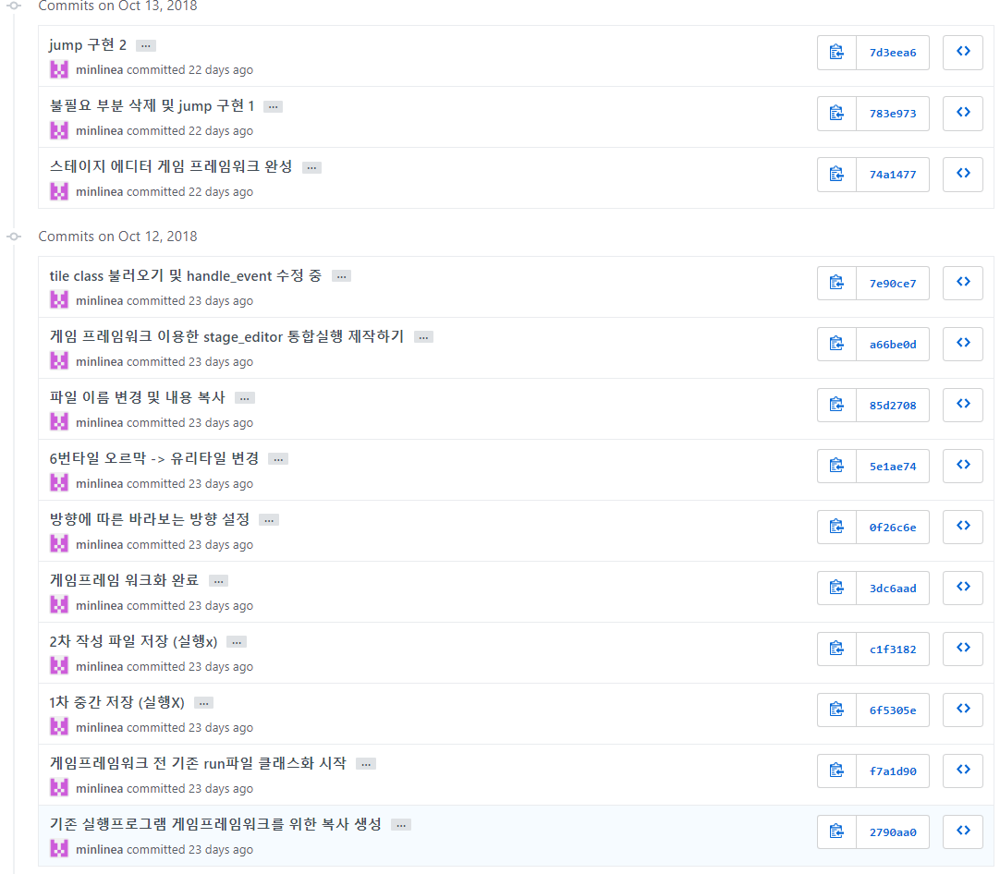 Commits on Oct 13, 2018
jump 구현 2 …
7d3eea6
minlinea committed 22 days ago
불필요 부분 삭제 및 jump 구현 1 …
783e973
minlinea committed 22 days ago
스테이지 에디터 게임 프레임워크 완성 …
74a1477
minlinea committed 22 days ago
Commits on Oct 12, 2018
tile class 불러오기 및 handle_event 수정 중 …
7e90ce7
minlinea committed 23 days ago
게임 프레임워크 이용한 stage_editor 통합실행 제작하기 …
a66be0d
minlinea committed 23 days ago
파일 이름 변경 및 내용 복사 …
85d2708
minlinea committed 23 days ago
6번타일 오르막 -> 유리타일 변경 …
5e1ae74
minlinea committed 23 days ago
방향에 따른 바라보는 방향 설정 …
0f26c6e
minlinea committed 23 days ago
게임프레임 워크화 완료 …
3dc6aad
minlinea committed 23 days ago
2차 작성 파일 저장 (실행x) …
c1f3182
minlinea committed 23 days ago
1차 중간 저장 (실행X) …
6f5305e
minlinea committed 23 days ago
게임프레임워크 전 기존 run파일 클래스화 시작 …
f7a1d90
minlinea committed 23 days ago
기존 실행프로그램 게임프레임워크를 위한 복사 생성 …
2790aa0
minlinea committed 23 days ago